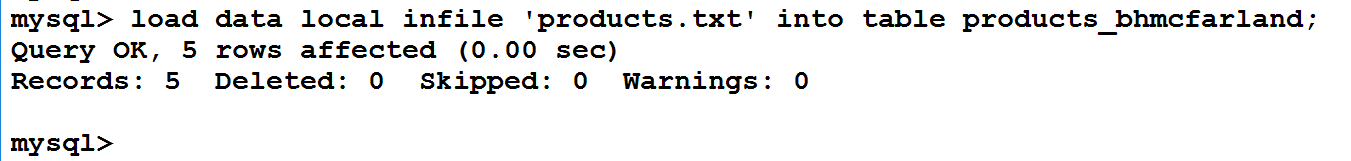 mysql> load data local infile 'products.txt' into table products_bhmcfarland;
Query OK, 5 rows affected (0.00 sec)
Records: 5  Deleted: 0  Skipped: 0  Warnings: 0
mysql>